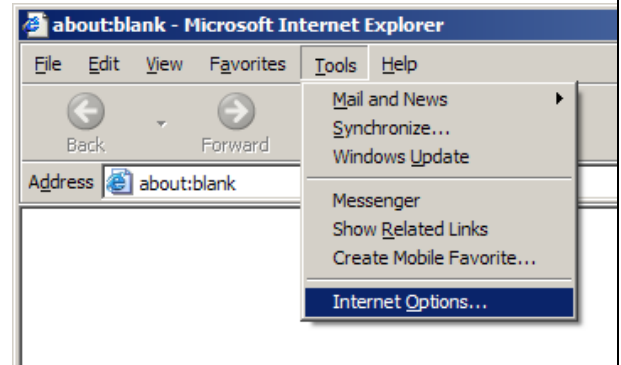 about:blank - Microsoft Internet Explorer
File Edit View Favorites Tools Help
Back Forward
Address about:blank
Mail and News
Synchronize...
Windows Update
Messenger
Show Related Links
Create Mobile Favorite...
Internet Options...